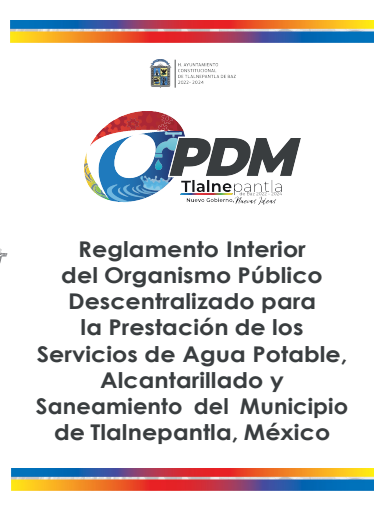 H. AYUNTAMIENTO
CONSTITUCIONAL
DE TLALNEPANTLA DE BAZ
2022-2024
OPDM
Tlalnepantla
de Baz 2022 - 2024
Nuevo Gobierno, Nuevas Ideas
Reglamento Interior
del Organismo Público
Descentralizado para
la Prestación de los
Servicios de Agua Potable,
Alcantarillado y
Saneamiento del Municipio
de Tlalnepantla, México